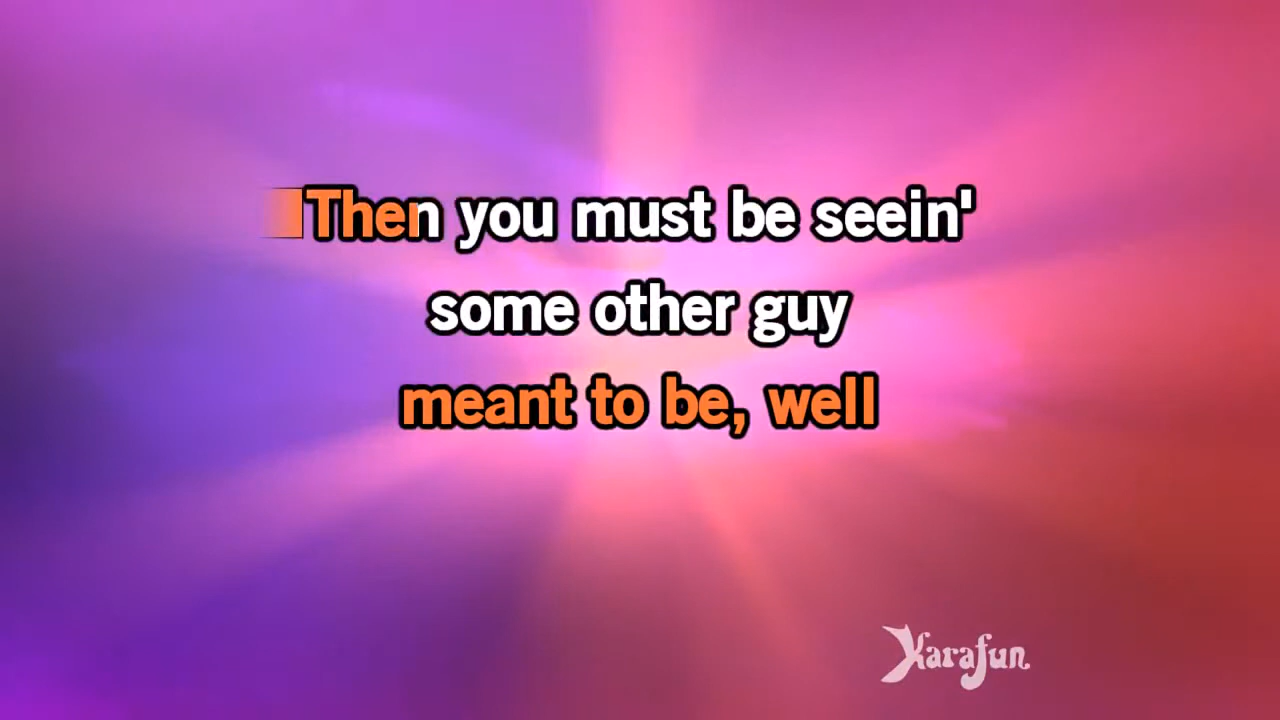 Then you must be seein'
some other guy
meant to be, well
Karafun